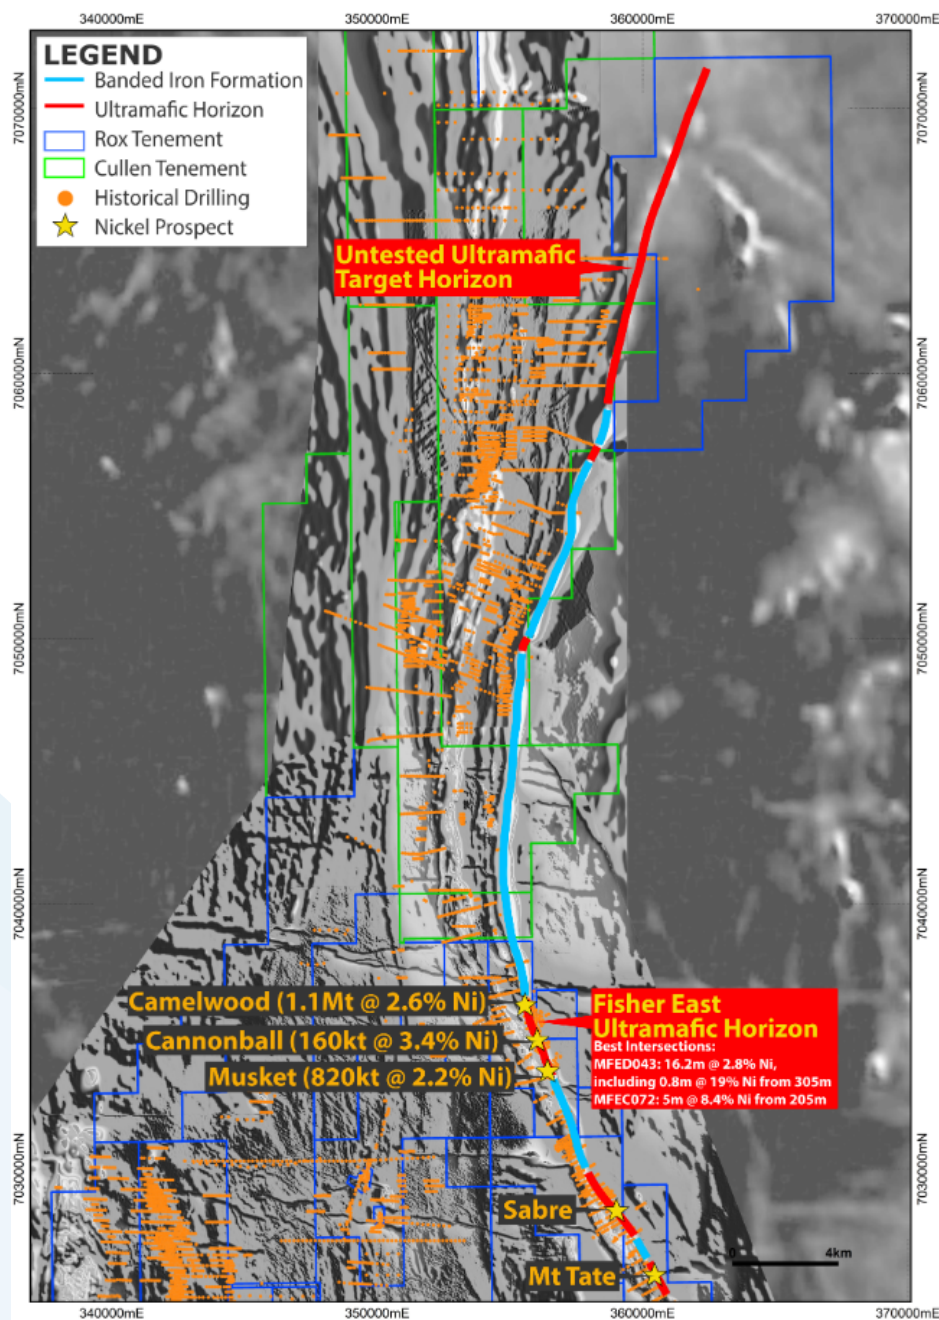 340000mE
350000mE
360000mE
370000mE
LEGEND
Banded Iron Formation
Ultramafic Horizon
Rox Tenement
Cullen Tenement
Historical Drilling
Nickel Prospect
7070000mN
7070000mN
Untested Ultramafic
Target Horizon
7060000mN
7060000mN
7050000mN
7050000mN
7040000mN
7040000mN
Camelwood (1.1Mt @ 2.6% Ni)
Cannonball (160kt @ 3.4% Ni)
Musket (820kt @ 2.2% Ni)
Fisher East
Ultramafic Horizon
Best Intersections:
MFED043: 16.2m @ 2.8% Ni,
including 0.8m @ 19% Ni from 305m
MFEC072: 5m @ 8.4% Ni from 205m
7030000mN
7030000mN
Sabre
0 4km
Mt Tate
340000mE
350000mE
360000mE
370000mE